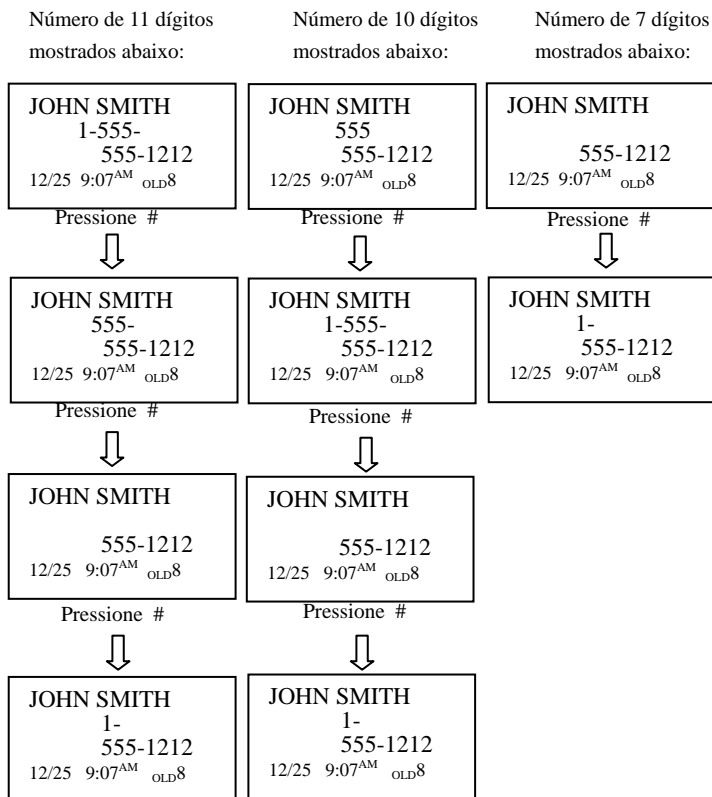 Número de 11 dígitos
mostrados abaixo:
JOHN SMITH
1-555-
555-1212
12/25 9:07AM OLD8
Pressione #
JOHN SMITH
555-
555-1212
12/25 9:07AM OLD8
Pressione #
JOHN SMITH
555-1212
12/25 9:07AM OLD8
Pressione #
JOHN SMITH
1-
555-1212
12/25 9:07AM OLD8
Número de 10 dígitos
mostrados abaixo:
JOHN SMITH
555
555-1212
12/25 9:07AM OLD8
Pressione #
JOHN SMITH
1-555-
555-1212
12/25 9:07AM OLD8
Pressione #
JOHN SMITH
555-1212
12/25 9:07AM OLD8
Pressione #
JOHN SMITH
1-
555-1212
12/25 9:07AM OLD8
Número de 7 dígitos
mostrados abaixo:
JOHN SMITH
555-1212
12/25 9:07AM OLD8
Pressione #
JOHN SMITH
1-
555-1212
12/25 9:07AM OLD8